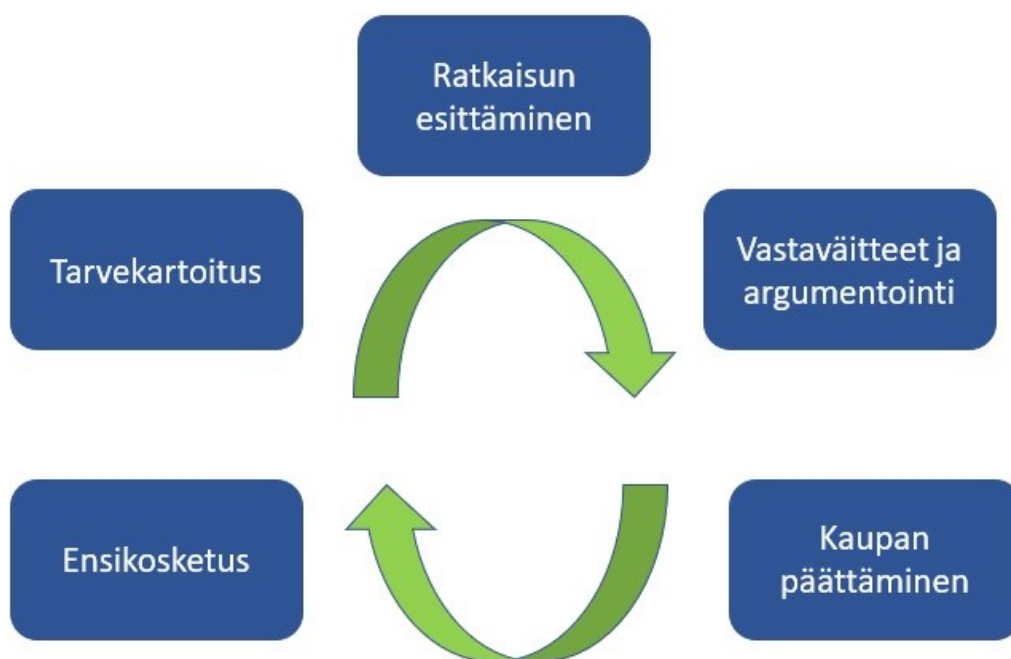 Ratkaisun
esittäminen
Tarvekartoitus
Vastaväitteet ja
argumentointi
Ensikosketus
Kaupan
päättäminen